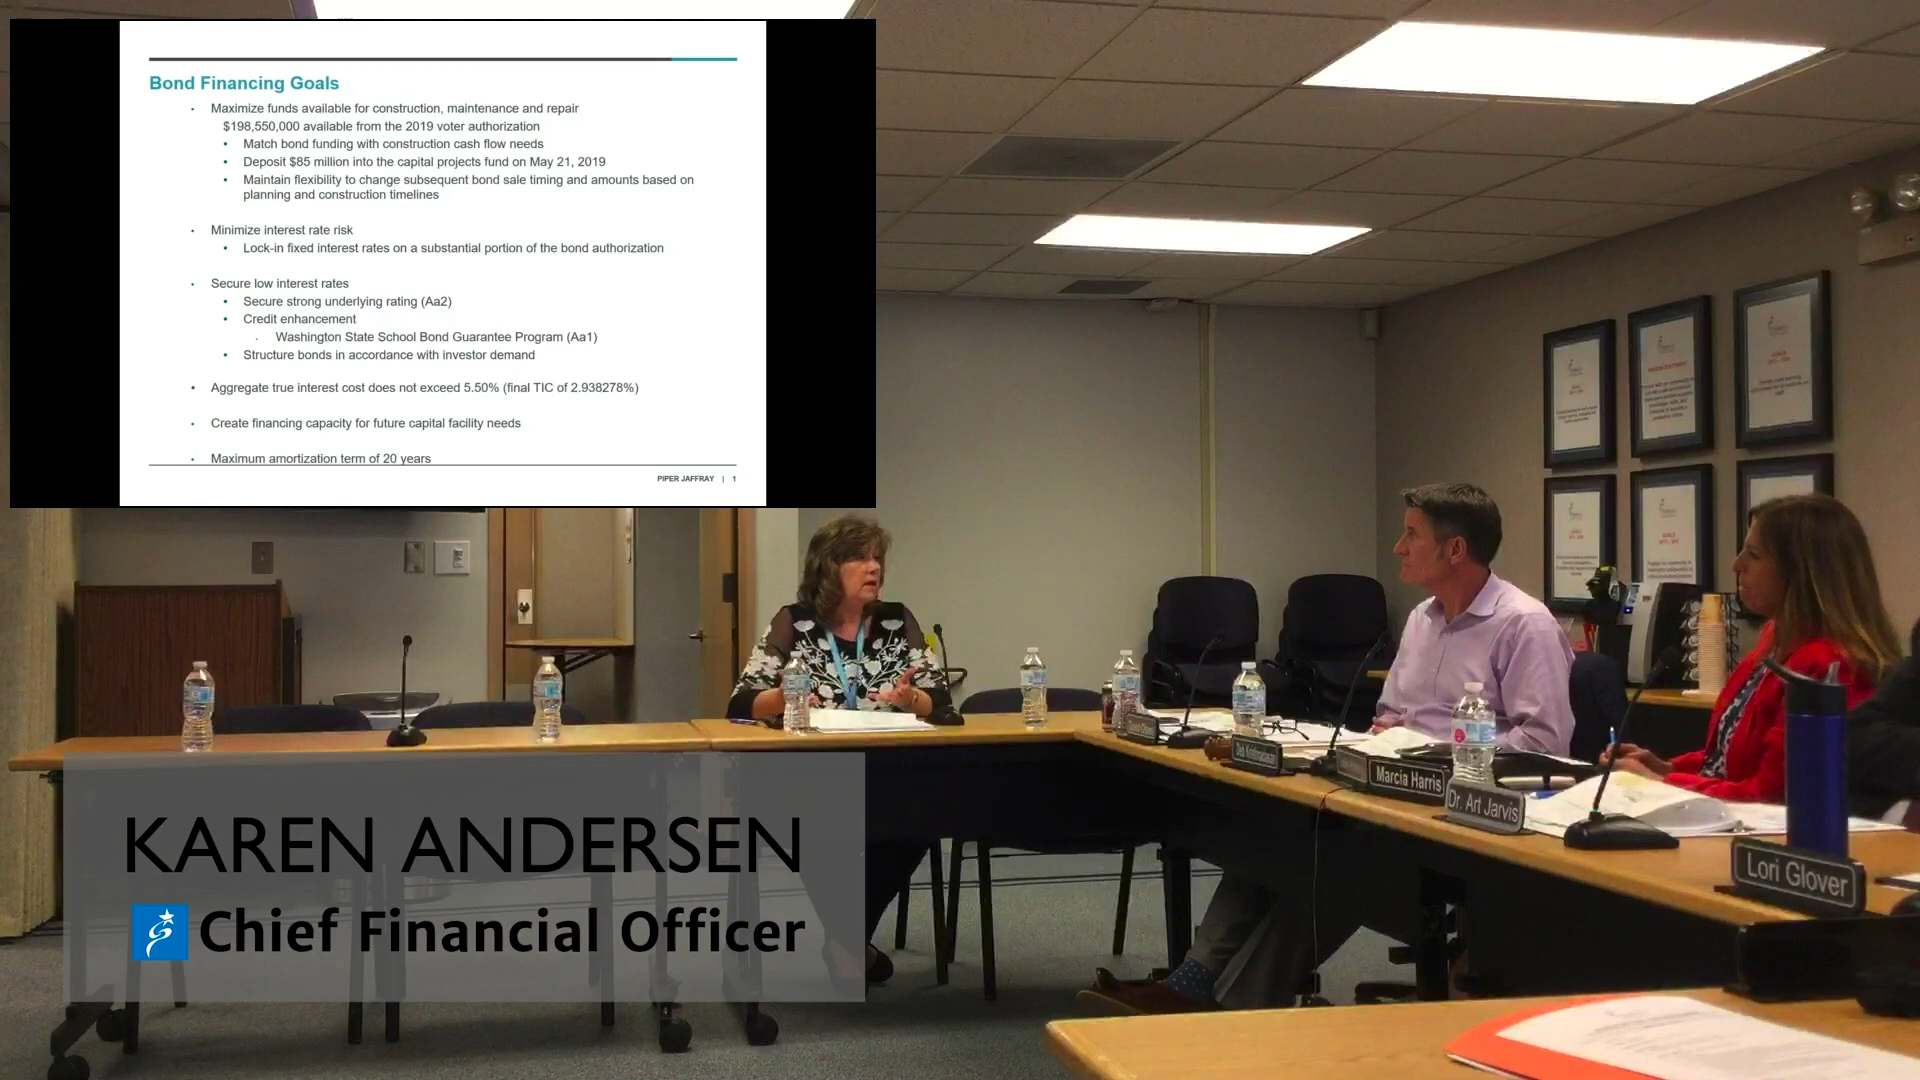 Bond Financing Goals
• Maximize funds available for construction, maintenance and repair
$198,550,000 available from the 2019 voter authorization
• Match bond funding with construction cash flow needs
• Deposit $85 million into the capital projects fund on May 21, 2019
• Maintain flexibility to change subsequent bond sale timing and amounts based on
planning and construction timelines
• Minimize interest rate risk
• Lock-in fixed interest rates on a substantial portion of the bond authorization
• Secure low interest rates
• Secure strong underlying rating (Aa2)
• Credit enhancement
· Washington State School Bond Guarantee Program (Aa1)
• Structure bonds in accordance with investor demand
• Aggregate true interest cost does not exceed 5.50% (final TIC of 2.938278%)
• Create financing capacity for future capital facility needs
• Maximum amortization term of 20 years
PIPER JAFFRAY | 1
Marcia Harris
Dr. Art Jarvis
Lori Glover
KAREN ANDERSEN
Chief Financial Officer